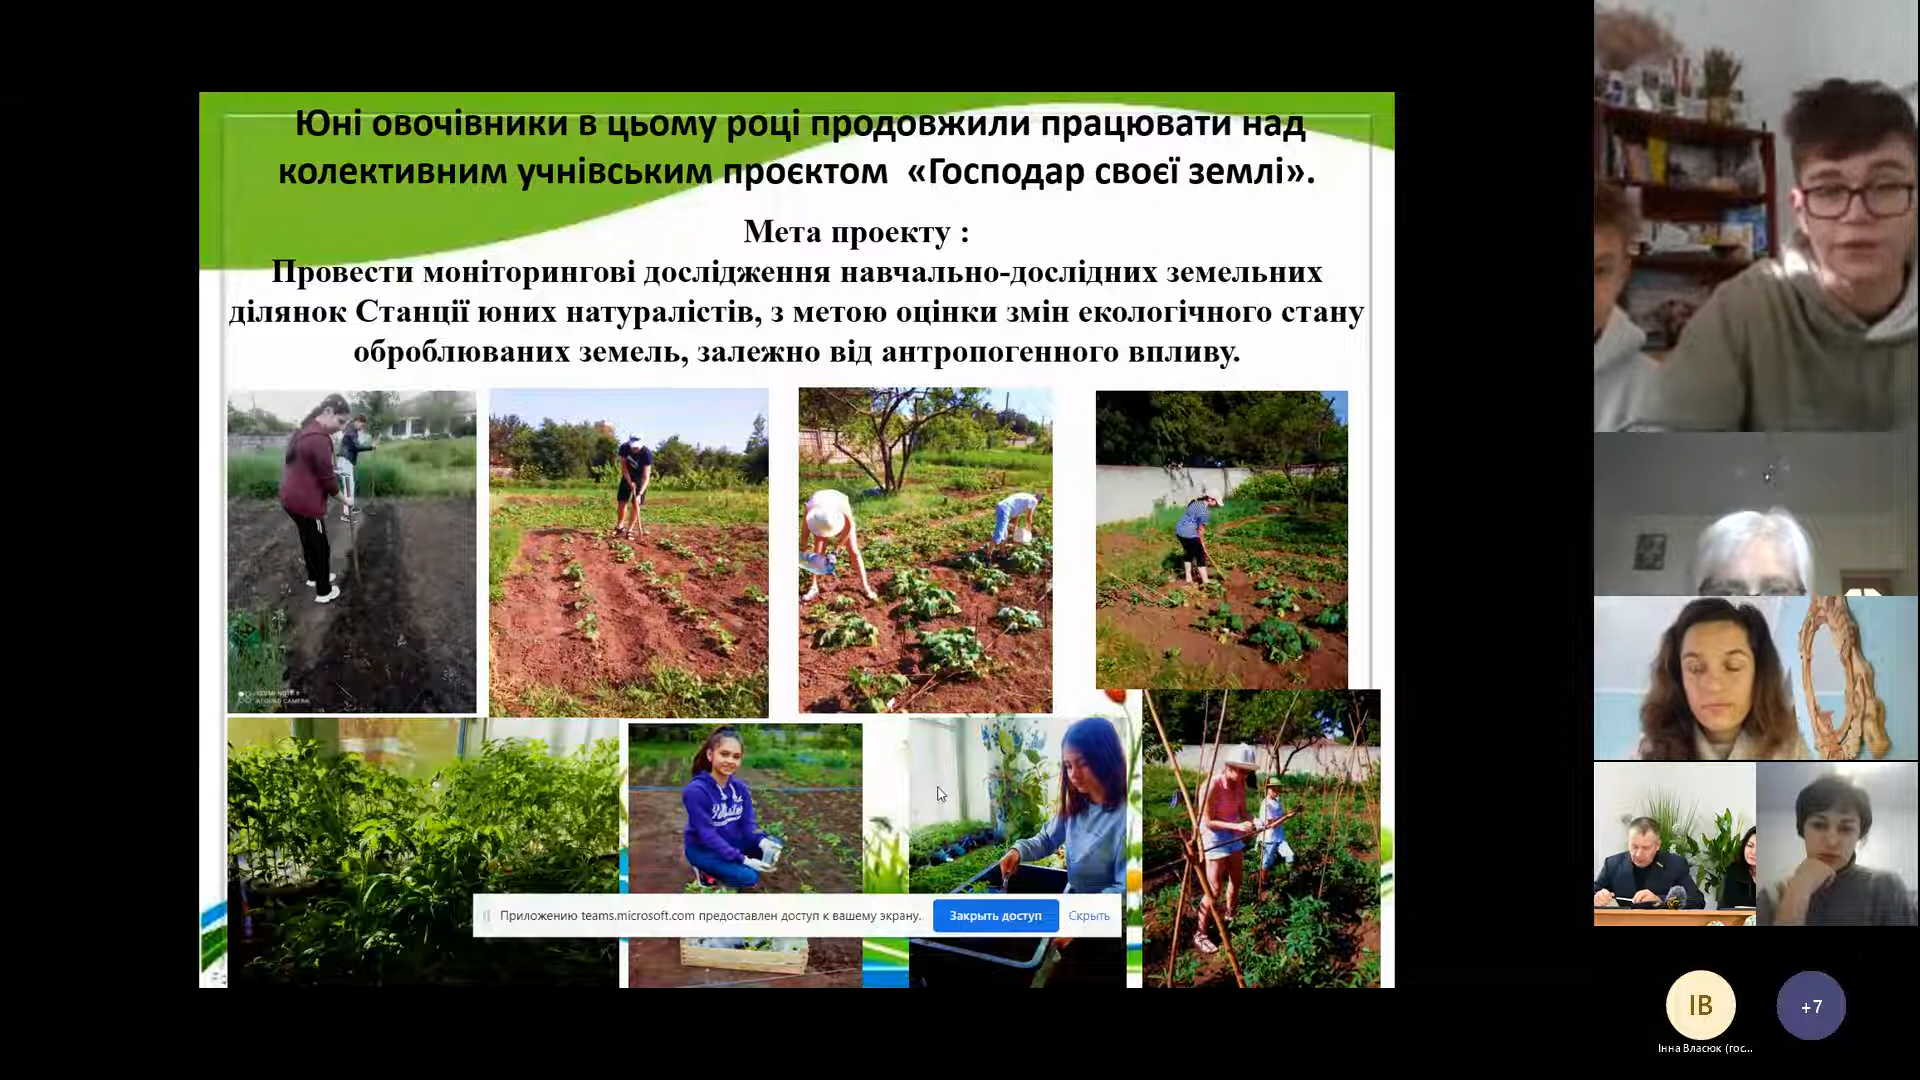 Юні овочівники в цьому році продовжили працювати над
колективним учнівським проєктом «Господар своєї землі».
Мета проекту :
Провести моніторингові дослідження навчально-дослідних земельних
ділянок Станції юних натуралістів, з метою оцінки змін екологічного стану
оброблюваних земель, залежно від антропогенного впливу.
Приложению teams.microsoft.com предоставлен доступ к вашему экрану.
Закрыть доступ
Скрыть
ІВ
+7
Інна Власюк (гос...